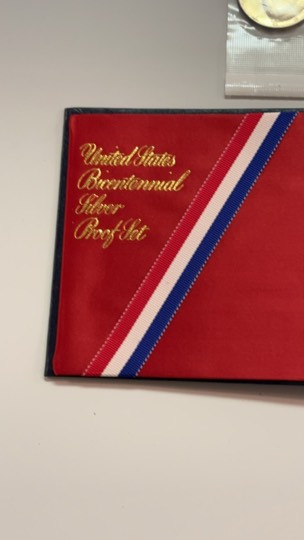 United States
Bicentennial
Silver
Proof Set